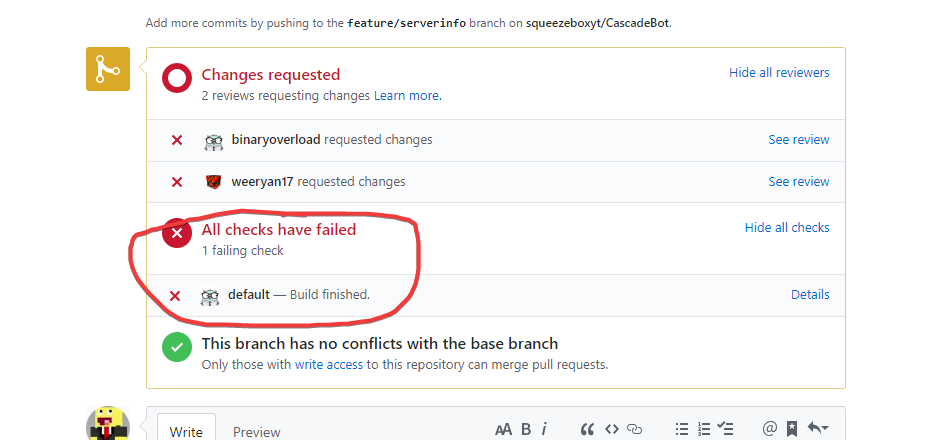 Add more commits by pushing to the feature/serverinfo branch on squeezeboxyt/CascadeBot.
Changes requested
Hide all reviewers
2 reviews requesting changes Learn more.
binaryoverload requested changes
See review
weeryan17 requested changes
See review
All checks have failed
Hide all checks
1 failing check
default — Build finished.
Details
This branch has no conflicts with the base branch
Only those with write access to this repository can merge pull requests.
Write
Preview
AA B i